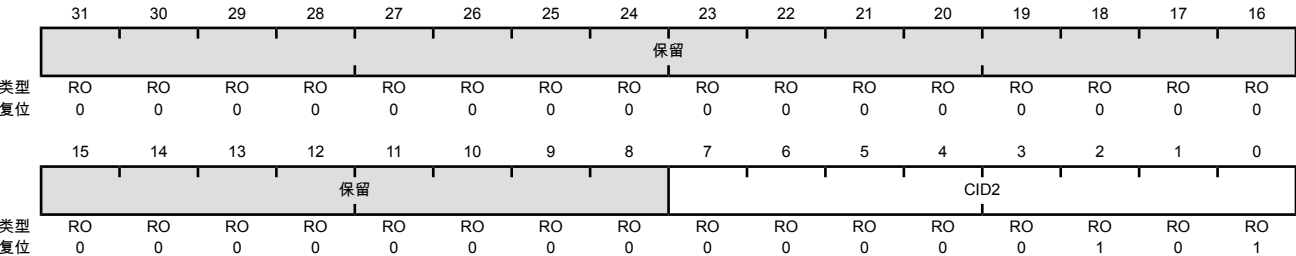 31 30 29 28 27 26 25 24 23 22 21 20 19 18 17 16
保留
类型 RO RO RO RO RO RO RO RO RO RO RO RO RO RO RO RO
复位 0 0 0 0 0 0 0 0 0 0 0 0 0 0 0 0
15 14 13 12 11 10 9 8 7 6 5 4 3 2 1 0
保留 CID2
类型 RO RO RO RO RO RO RO RO RO RO RO RO RO RO RO RO
复位 0 0 0 0 0 0 0 0 0 0 0 0 0 1 0 1